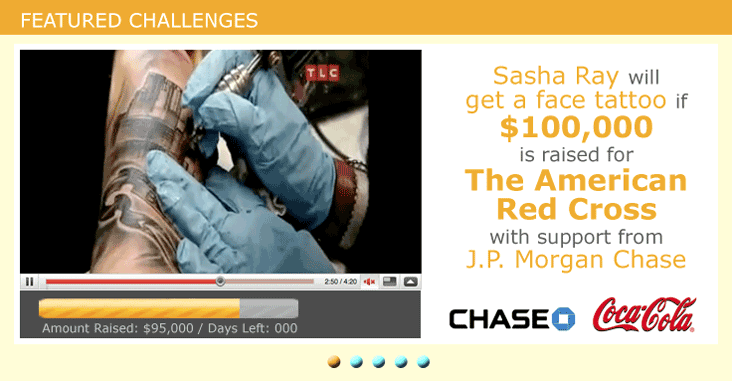 FEATURED CHALLENGES
TLC
Sasha Ray will
get a face tattoo if
$100,000
is raised for
The American
Red Cross
with support from
J.P. Morgan Chase
2:50 / 4:20
Amount Raised: $95,000 / Days Left: 000
CHASE
Coca-Cola